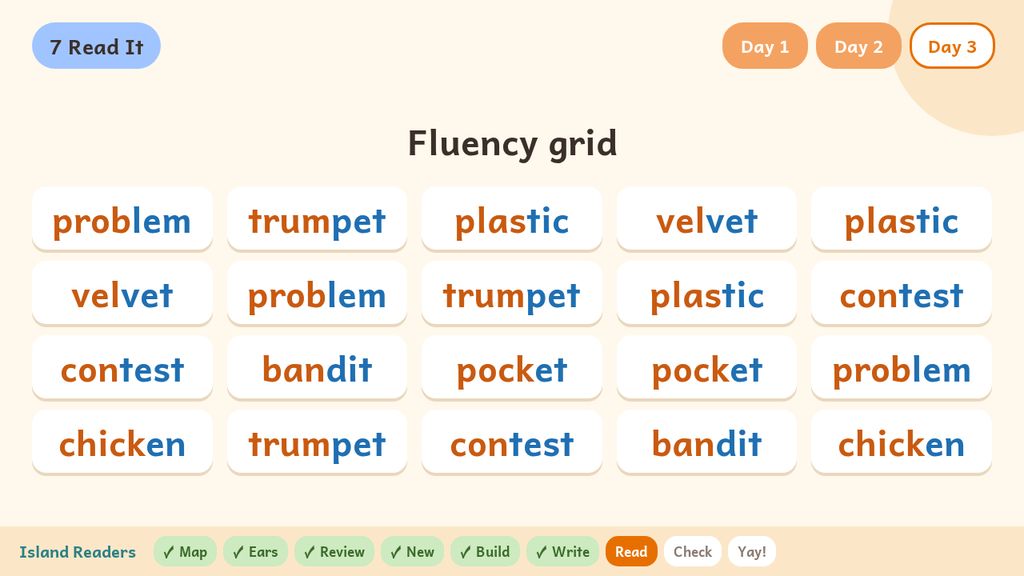 7 Read It
Day 1 Day 2 Day 3
Fluency grid
problem trumpet plastic velvet plastic
velvet problem trumpet plastic contest
contest bandit pocket pocket problem
chicken trumpet contest bandit chicken
Island Readers ✓ Map ✓ Ears ✓ Review ✓ New ✓ Build ✓ Write Read Check Yay!